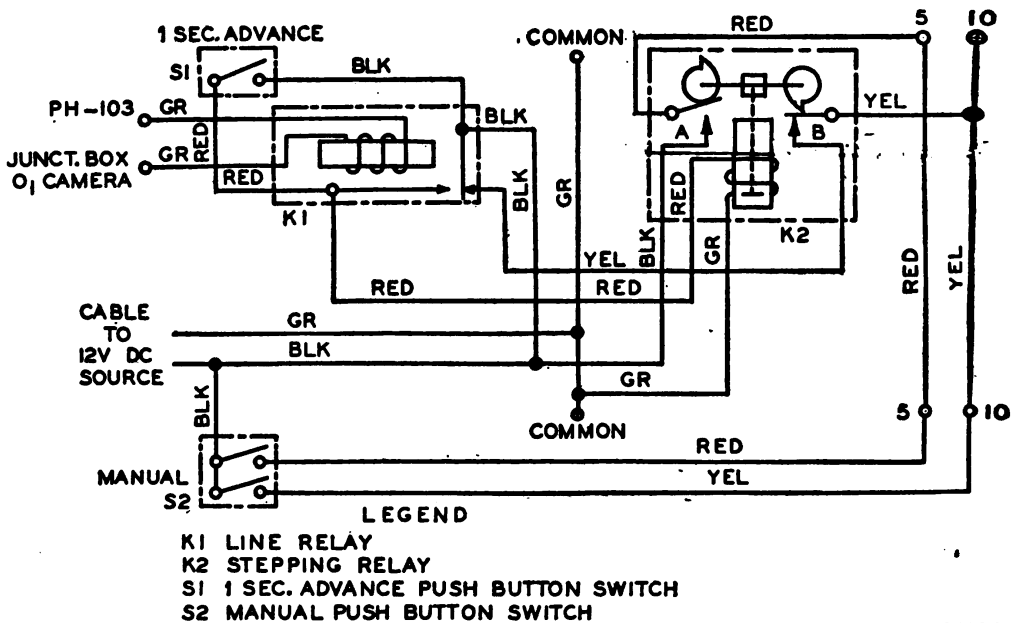 1 SEC. ADVANCE
S1
BLK
PH-103
GR
RED
JUNCT. BOX
O1 CAMERA
GR
RED
K1
BLK
BLK
COMMON
GR
RED
5
10
A
B
YEL
RED
BLK
GR
K2
YEL
RED
RED
RED
YEL
CABLE
TO
12V DC
SOURCE
GR
BLK
GR
COMMON
BLK
5
10
MANUAL
S2
RED
YEL
LEGEND
K1 LINE RELAY
K2 STEPPING RELAY
S1 1 SEC. ADVANCE PUSH BUTTON SWITCH
S2 MANUAL PUSH BUTTON SWITCH